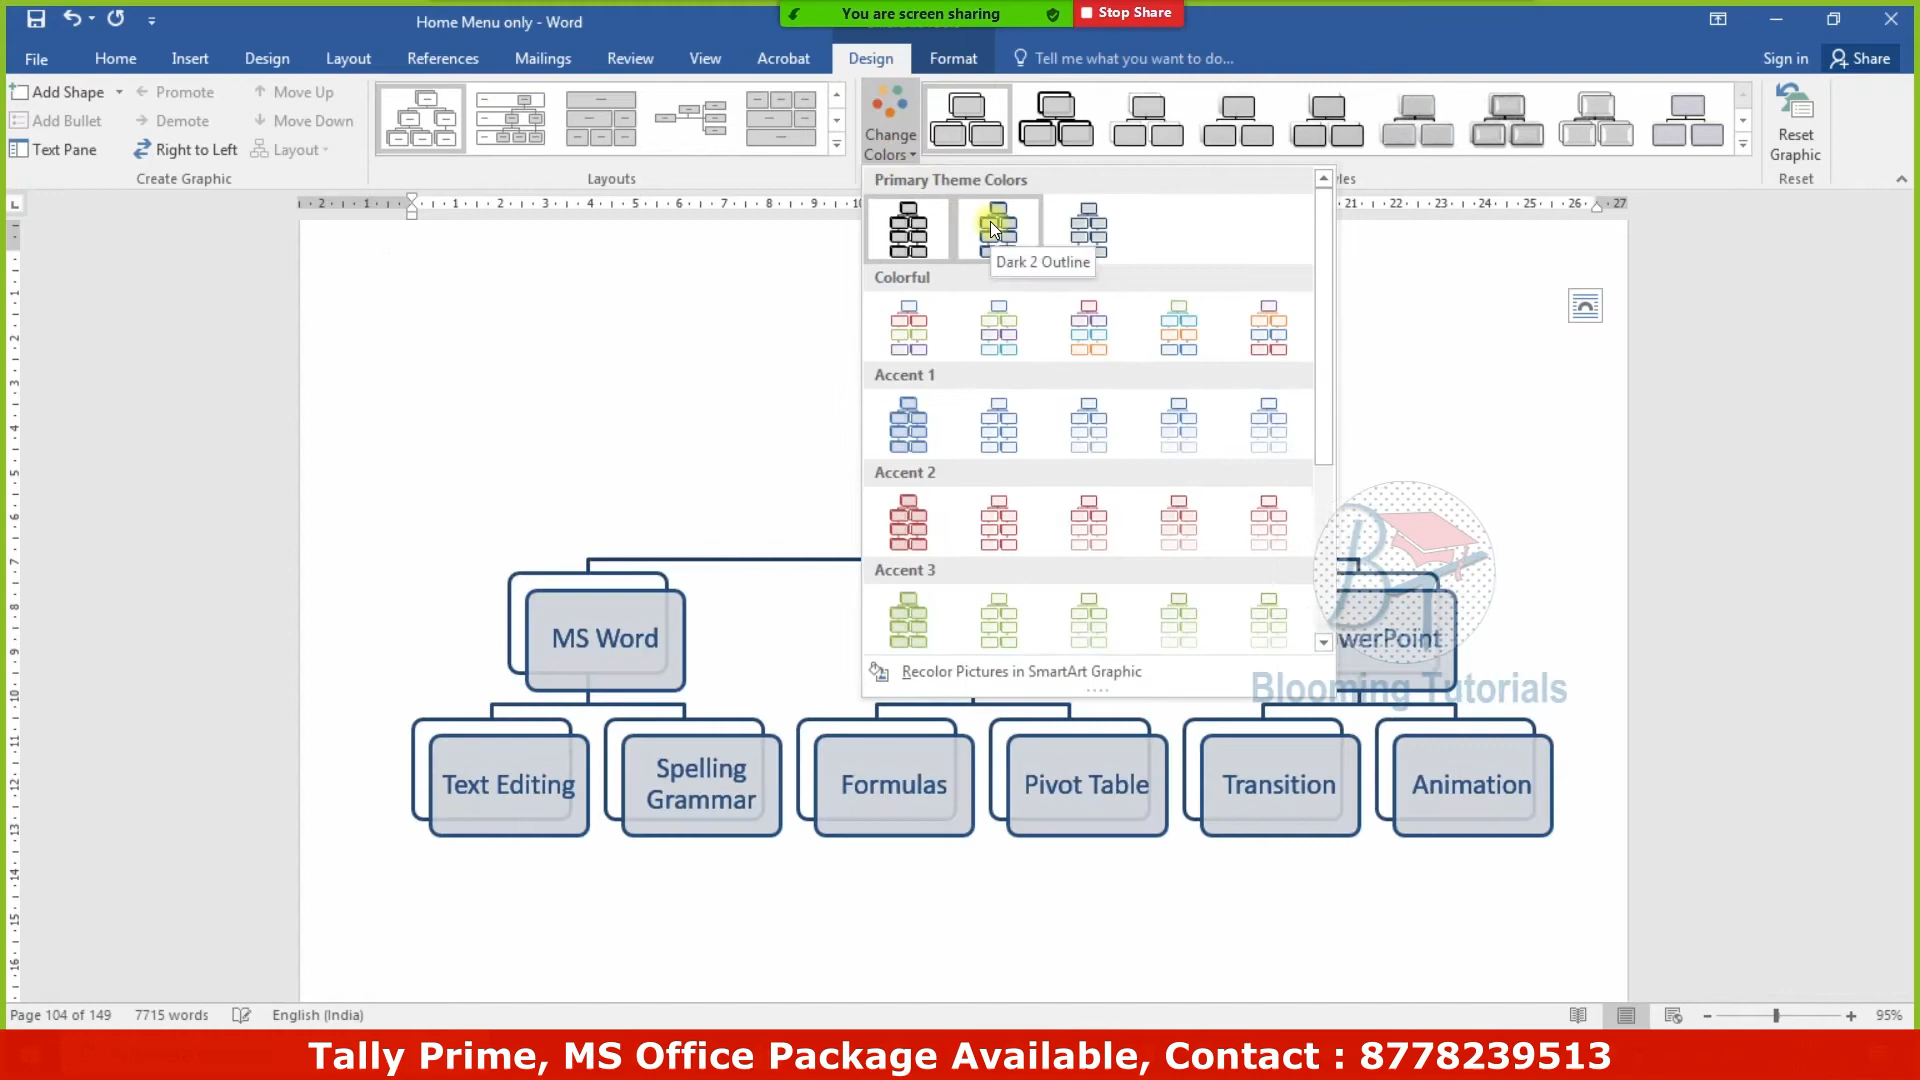 Home Menu only - Word
You are screen sharing
Stop Share
File Home Insert Design Layout References Mailings Review View Acrobat Design Format Tell me what you want to do... Sign in Share
Add Shape Promote Move Up
Add Bullet Demote Move Down
Text Pane Right to Left Layout
Create Graphic
Layouts
Change
Colors
Reset
Graphic
Reset
Primary Theme Colors
Dark 2 Outline
Colorful
Accent 1
Accent 2
Accent 3
Recolor Pictures in SmartArt Graphic
MS Word
werPoint
Blooming Tutorials
Text Editing
Spelling
Grammar
Formulas
Pivot Table
Transition
Animation
Page 104 of 149 7715 words English (India) 95%
Tally Prime, MS Office Package Available, Contact : 8778239513